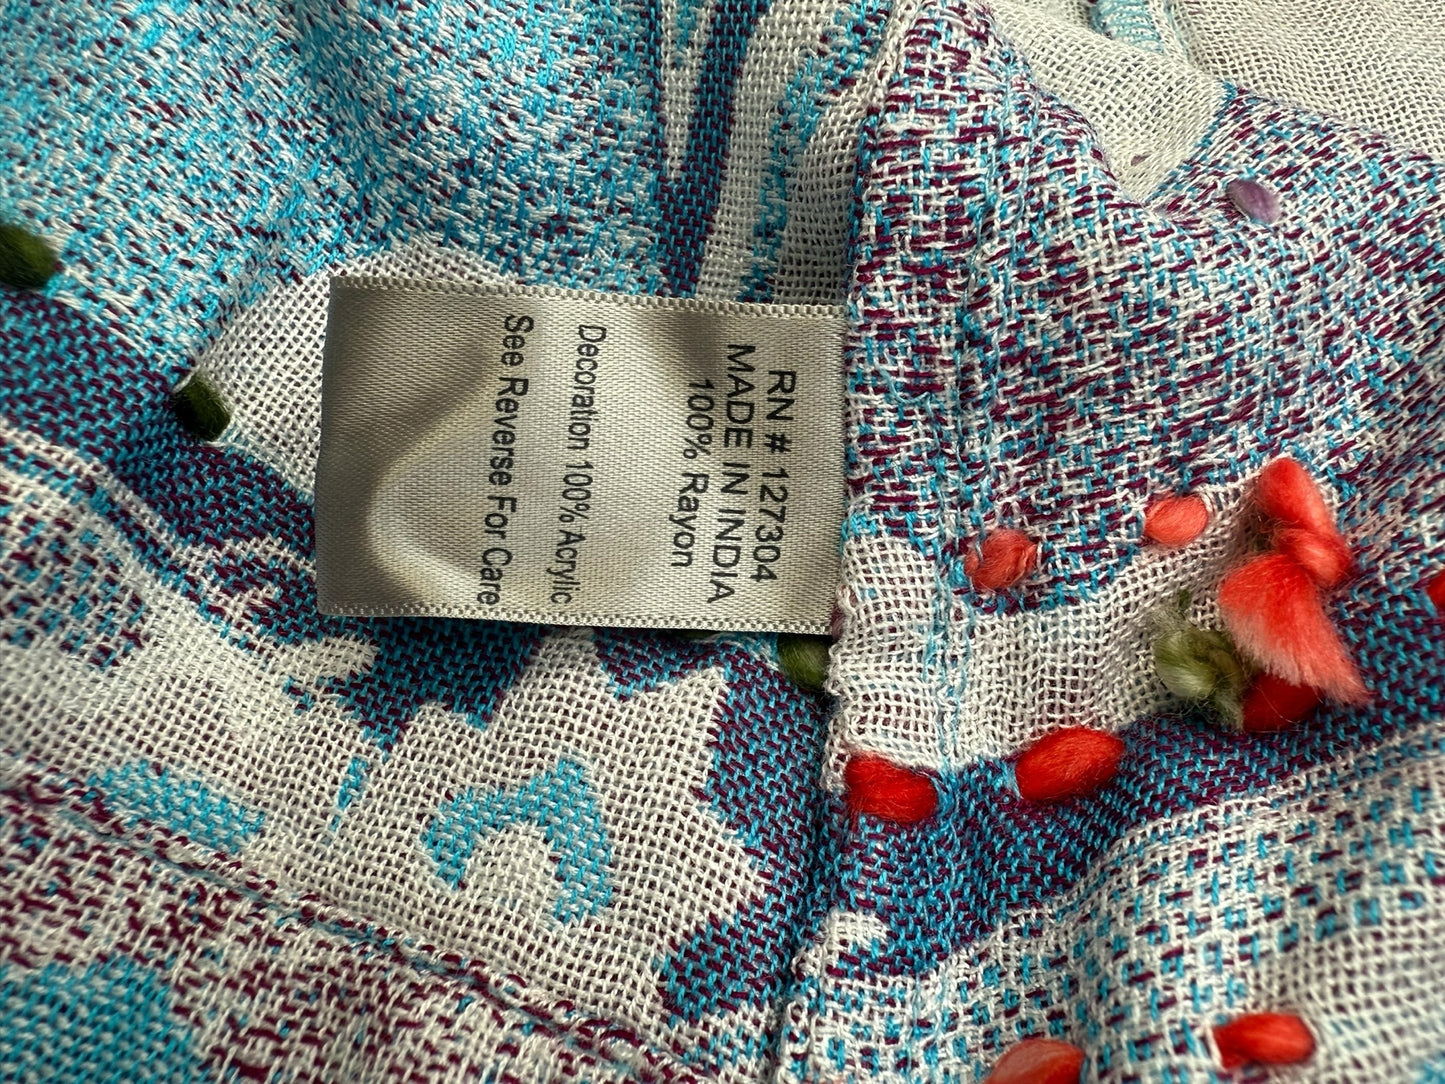 RN # 127304
MADE IN INDIA
100% Rayon
Decoration 100% Acrylic
See Reverse For Care